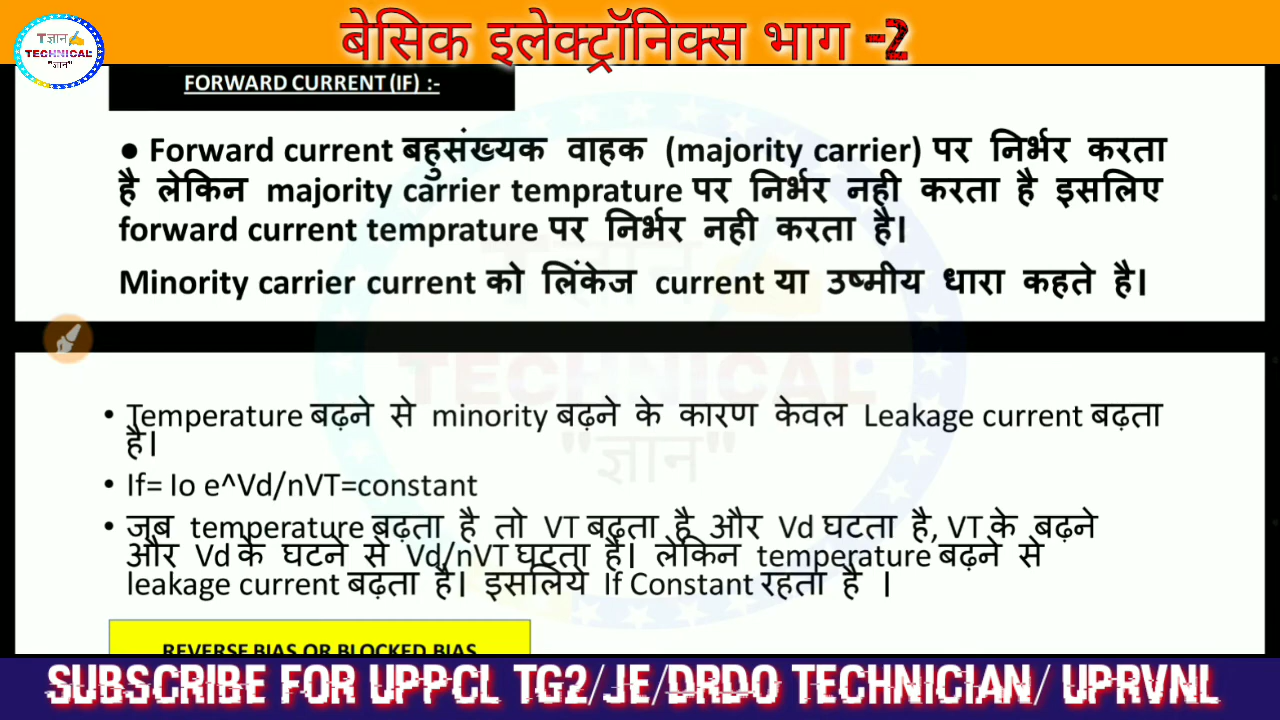 Tज्ञान✍
TECHNICAL
"ज्ञान"
बेसिक इलेक्ट्रॉनिक्स भाग -2
FORWARD CURRENT (IF) :-
● Forward current बहुसंख्यक वाहक (majority carrier) पर निर्भर करता
है लेकिन majority carrier temprature पर निर्भर नही करता है इसलिए
forward current temprature पर निर्भर नही करता है।
Minority carrier current को लिंकेज current या उष्मीय धारा कहते है।
TECHNICAL
"ज्ञान"
• Temperature बढ़ने से minority बढ़ने के कारण केवल Leakage current बढ़ता
है।
• If= Io e^Vd/nVT=constant
• जब temperature बढ़ता है तो VT बढ़ता है और Vd घटता है, VT के बढ़ने
और Vd के घटने से Vd/nVT घटता है। लेकिन temperature बढ़ने से
leakage current बढ़ता है। इसलिये If Constant रहता है ।
REVERSE BIAS OR BLOCKED BIAS
SUBSCRIBE FOR UPPCL TG2/JE/DRDO TECHNICIAN/ UPRVNL